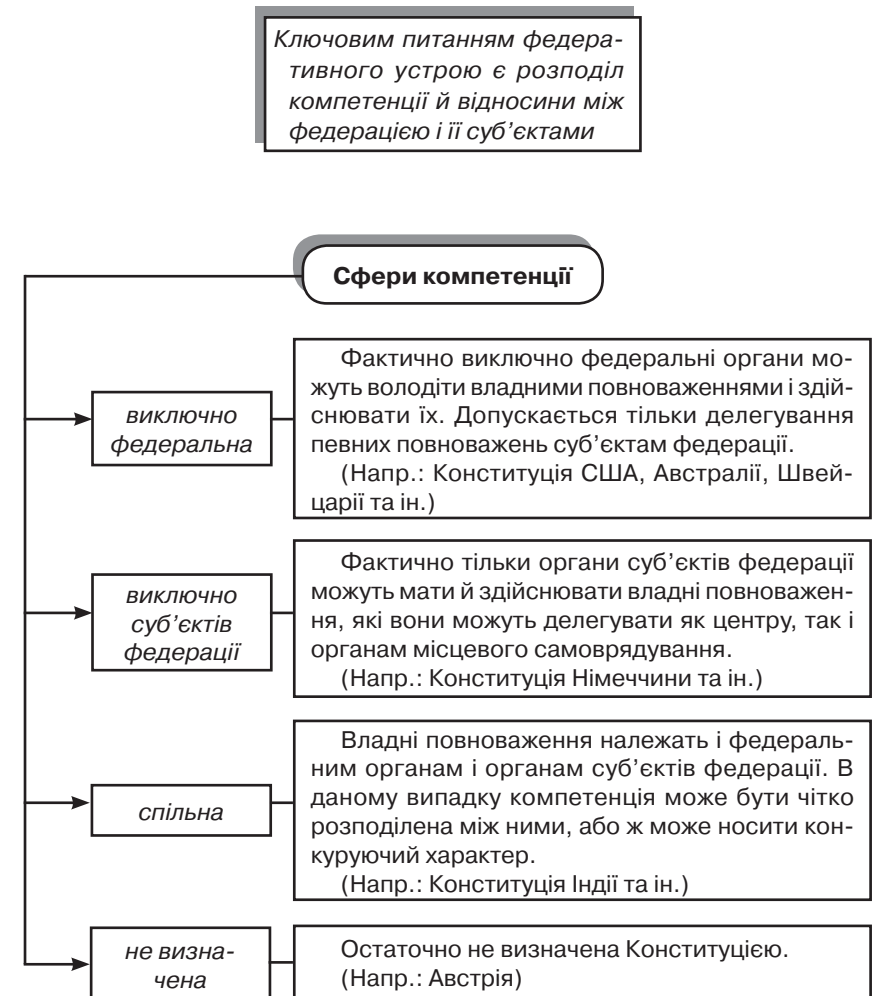 Ключовим питанням федера-
тивного устрою є розподіл
компетенції й відносини між
федерацією і її суб’єктами
Сфери компетенції
виключно
федеральна
Фактично виключно федеральні органи мо-
жуть володіти владними повноваженнями і здій-
снювати їх. Допускається тільки делегування
певних повноважень суб’єктам федерації.
(Напр.: Конституція США, Австралії, Швей-
царії та ін.)
виключно
суб’єктів
федерації
Фактично тільки органи суб’єктів федерації
можуть мати й здійснювати владні повноважен-
ня, які вони можуть делегувати як центру, так і
органам місцевого самоврядування.
(Напр.: Конституція Німеччини та ін.)
спільна
Владні повноваження належать і федераль-
ним органам і органам суб’єктів федерації. В
даному випадку компетенція може бути чітко
розподілена між ними, або ж може носити кон-
куруючий характер.
(Напр.: Конституція Індії та ін.)
не визна-
чена
Остаточно не визначена Конституцією.
(Напр.: Австрія)